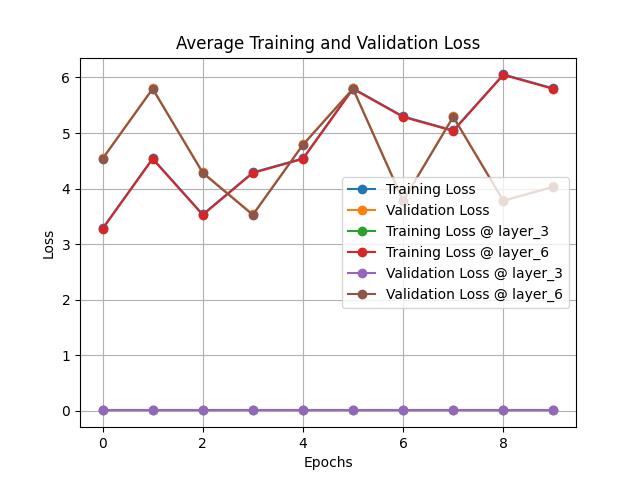 Average Training and Validation Loss
6
5
4
3
2
1
0
Loss
Training Loss
Validation Loss
Training Loss @ layer_3
Training Loss @ layer_6
Validation Loss @ layer_3
Validation Loss @ layer_6
0 2 4 6 8
Epochs